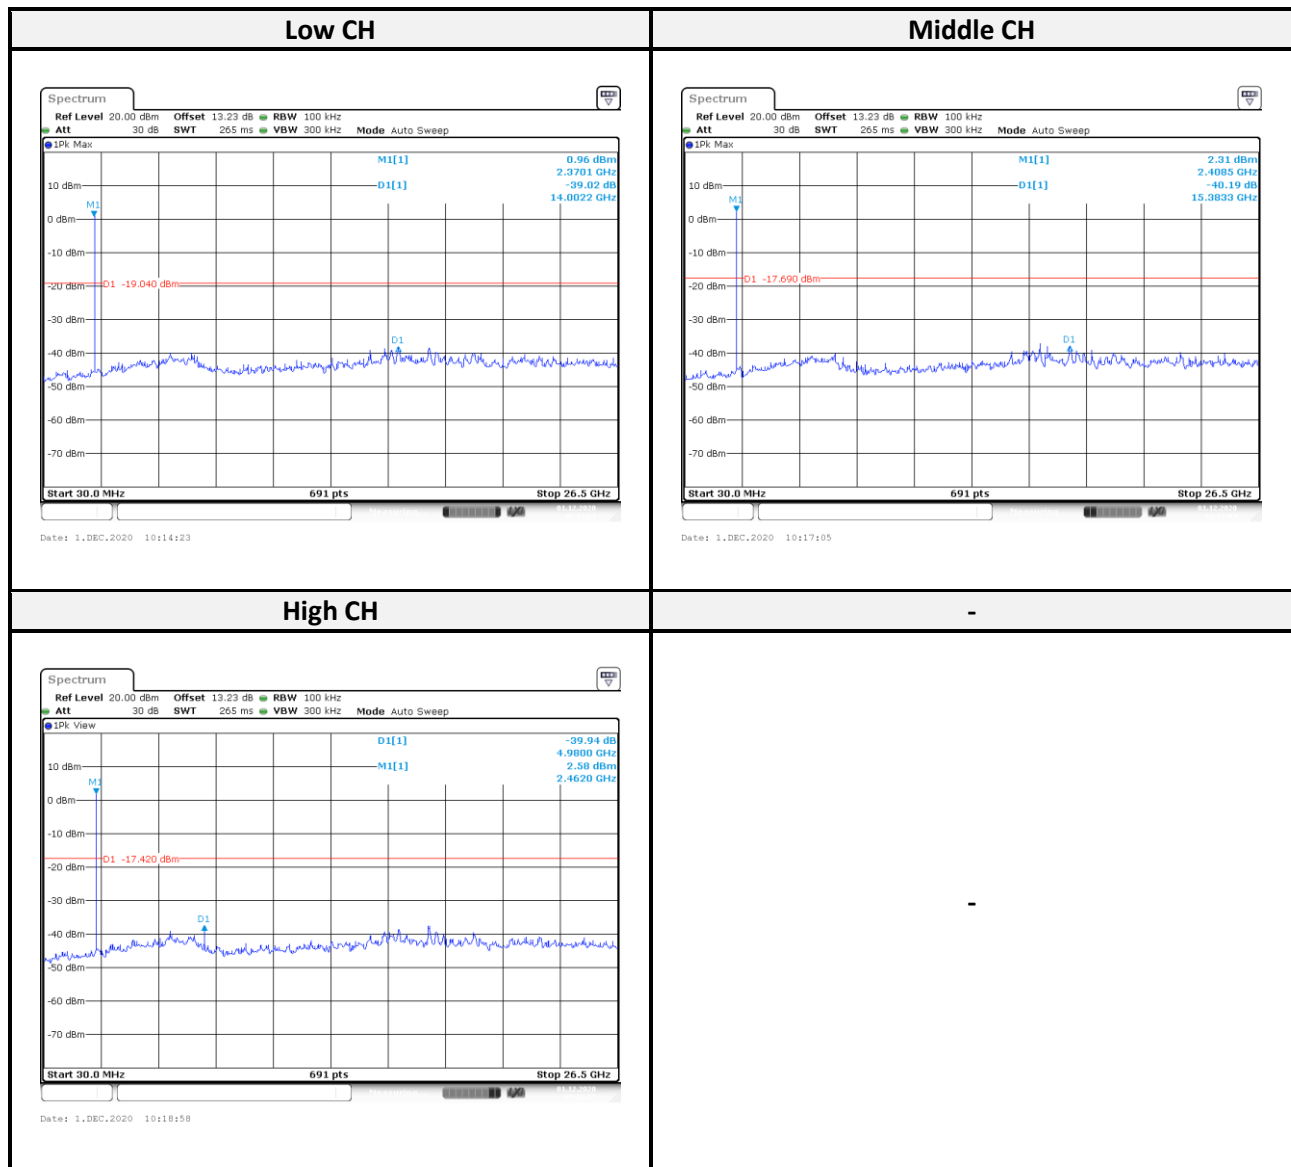 Low CH
Middle CH
Spectrum
Ref Level 20.00 dBm Offset 13.23 dB RBW 100 kHz
Att 30 dB SWT 265 ms VBW 300 kHz Mode Auto Sweep
1Pk Max
M1[1] 0.96 dBm
2.3701 GHz
10 dBm D1[1] -39.02 dB
14.0022 GHz
M1
0 dBm
-10 dBm
D1 -19.040 dBm
-20 dBm
-30 dBm
D1
-40 dBm
-50 dBm
-60 dBm
-70 dBm
Start 30.0 MHz 691 pts Stop 26.5 GHz
Date: 1.DEC.2020 10:14:23
Spectrum
Ref Level 20.00 dBm Offset 13.23 dB RBW 100 kHz
Att 30 dB SWT 265 ms VBW 300 kHz Mode Auto Sweep
1Pk Max
M1[1] 2.31 dBm
2.4085 GHz
10 dBm D1[1] -40.19 dB
15.3833 GHz
M1
0 dBm
-10 dBm
D1 -17.690 dBm
-20 dBm
-30 dBm
D1
-40 dBm
-50 dBm
-60 dBm
-70 dBm
Start 30.0 MHz 691 pts Stop 26.5 GHz
Date: 1.DEC.2020 10:17:05
High CH
-
Spectrum
Ref Level 20.00 dBm Offset 13.23 dB RBW 100 kHz
Att 30 dB SWT 265 ms VBW 300 kHz Mode Auto Sweep
1Pk View
D1[1] -39.94 dB
4.9800 GHz
10 dBm M1[1] 2.58 dBm
2.4620 GHz
M1
0 dBm
-10 dBm
D1 -17.420 dBm
-20 dBm
-30 dBm
D1
-40 dBm
-50 dBm
-60 dBm
-70 dBm
Start 30.0 MHz 691 pts Stop 26.5 GHz
Date: 1.DEC.2020 10:18:58
-